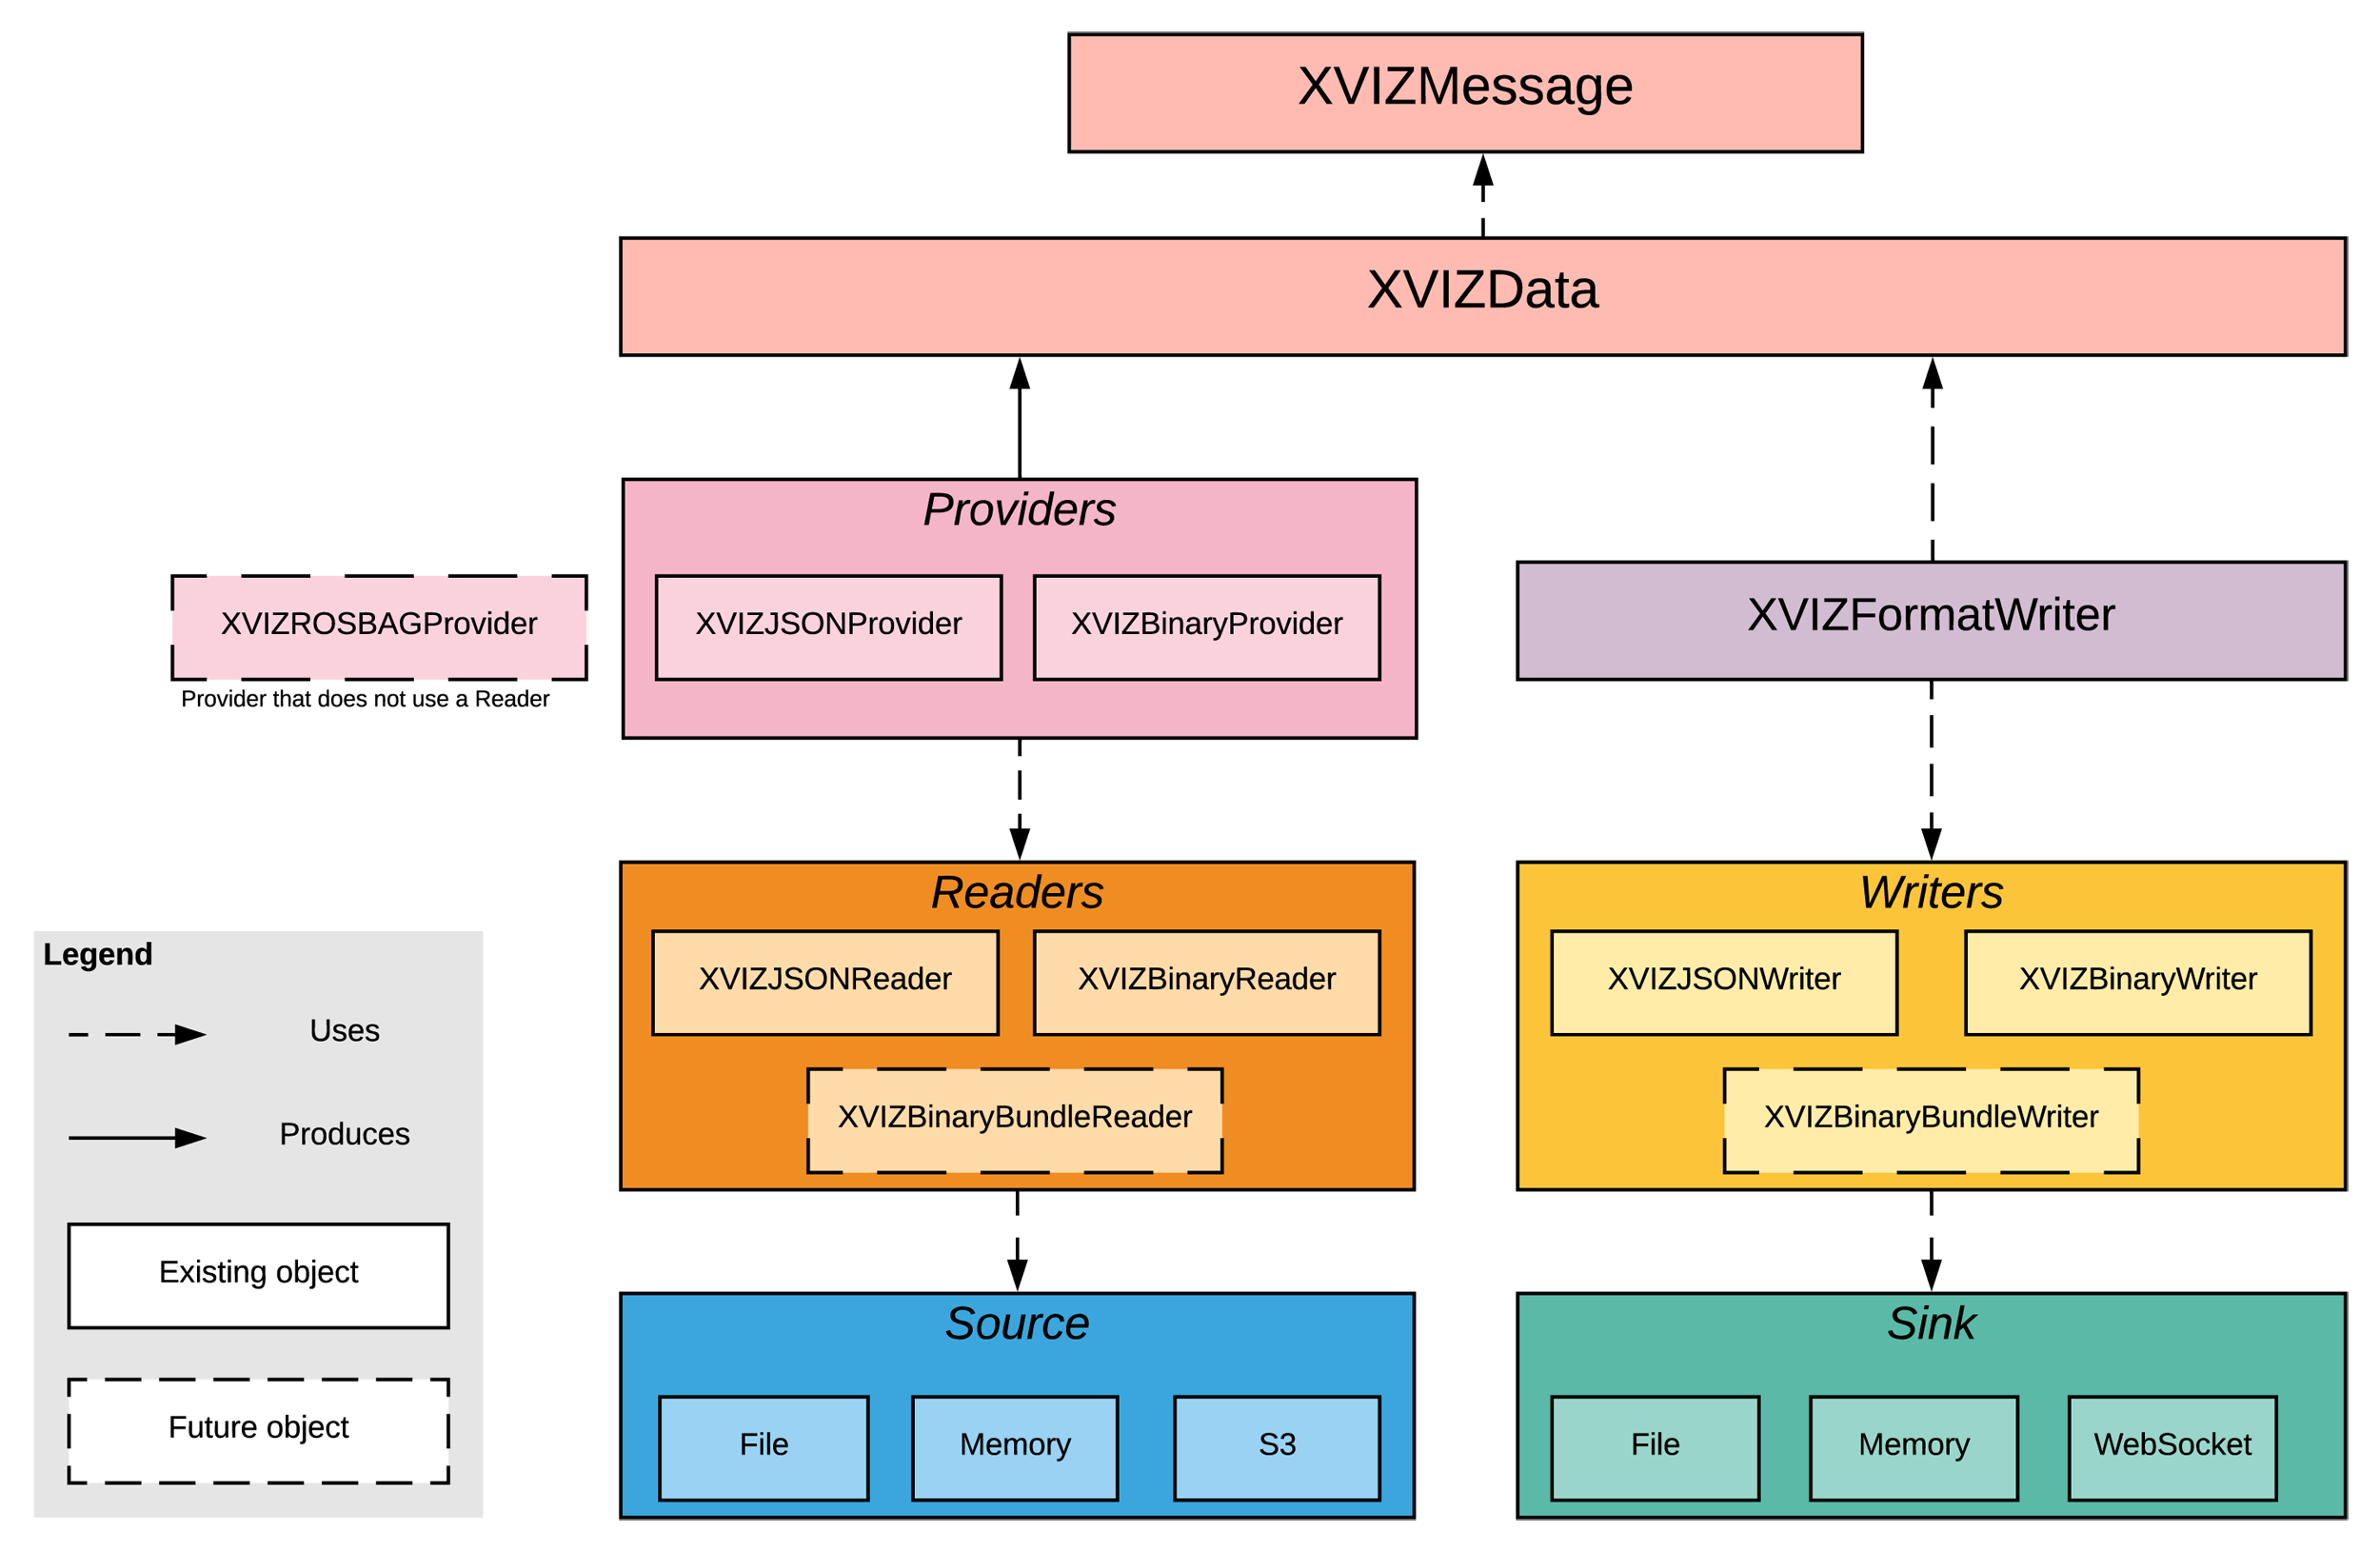 XVIZMessage
XVIZData
Providers
XVIZROSBAGProvider
XVIZJSONProvider
XVIZBinaryProvider
Provider that does not use a Reader
XVIZFormatWriter
Readers
XVIZJSONReader
XVIZBinaryReader
XVIZBinaryBundleReader
Writers
XVIZJSONWriter
XVIZBinaryWriter
XVIZBinaryBundleWriter
Legend
Uses
Produces
Existing object
Future object
Source
File
Memory
S3
Sink
File
Memory
WebSocket